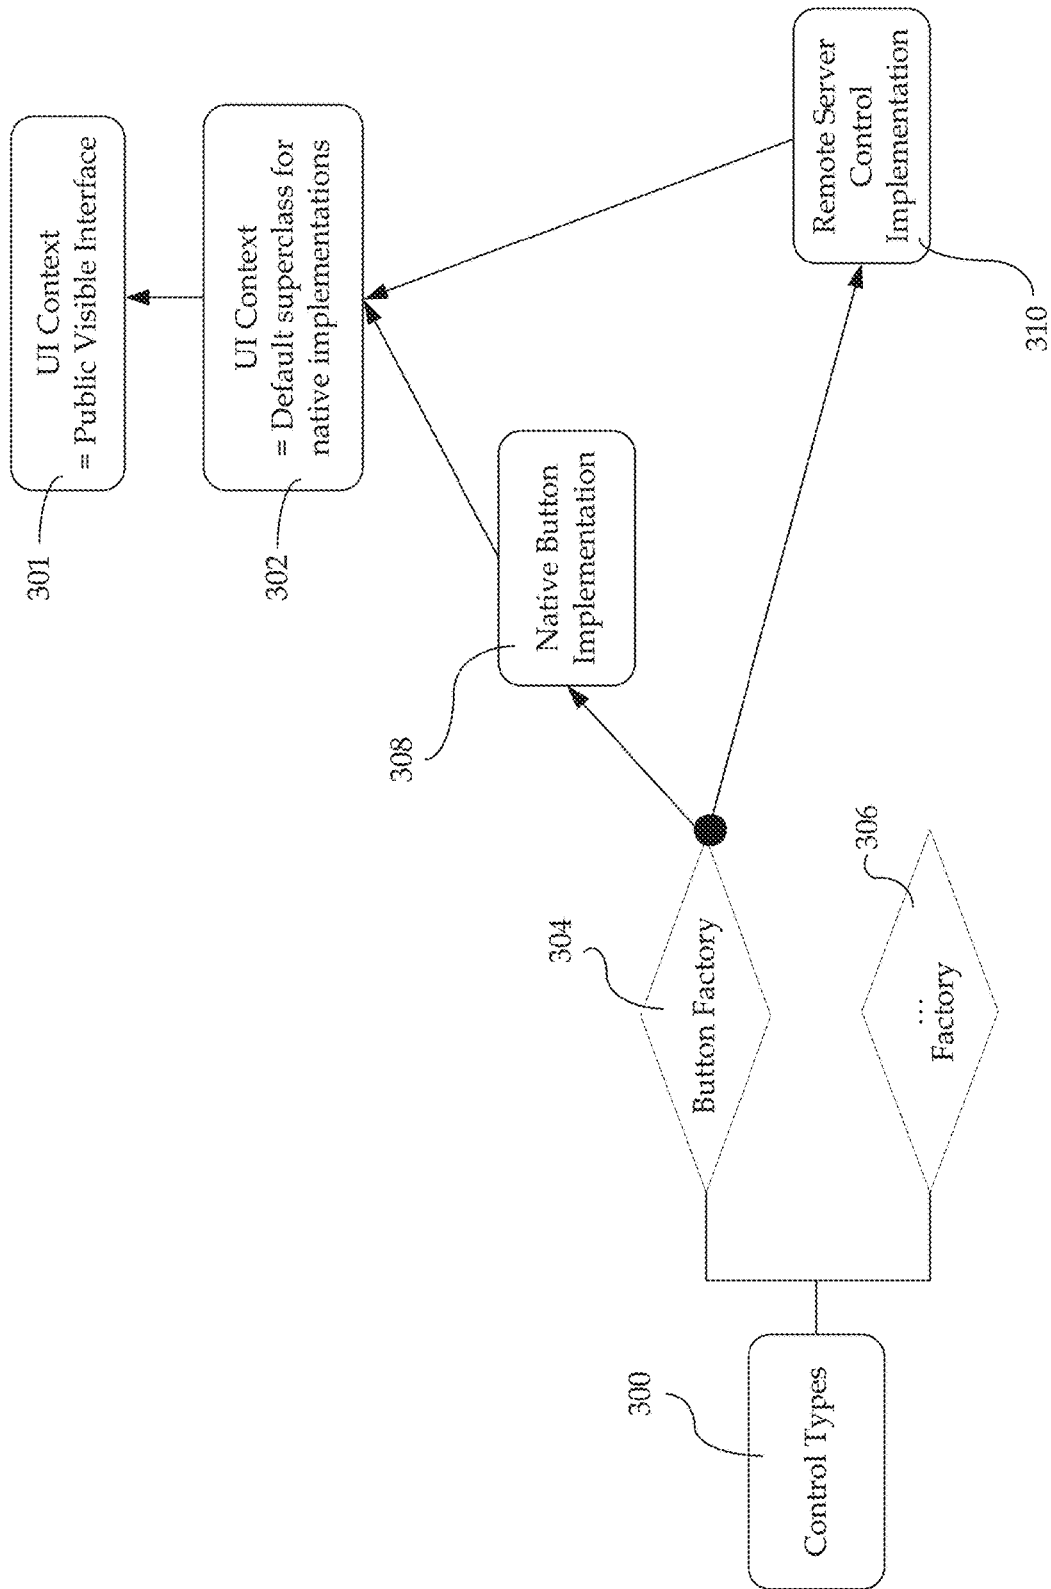 301
UI Context
= Public Visible Interface
302
UI Context
= Default superclass for
native implementations
308
Native Button
Implementation
Remote Server
Control
Implementation
310
304
Button Factory
306
...
Factory
300
Control Types